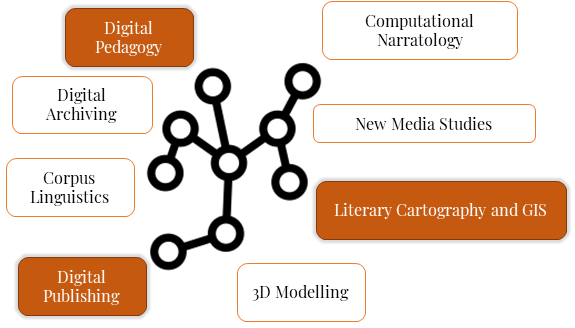 Digital
Pedagogy
Computational
Narratology
Digital
Archiving
New Media Studies
Corpus
Linguistics
Literary Cartography and GIS
Digital
Publishing
3D Modelling